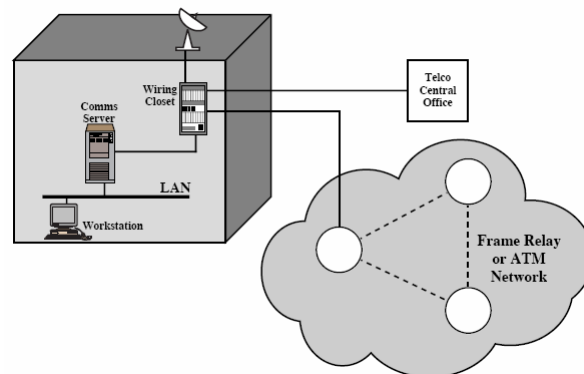 Wiring
Closet
Comms
Server
LAN
Workstation
Telco
Central
Office
Frame Relay
or ATM
Network